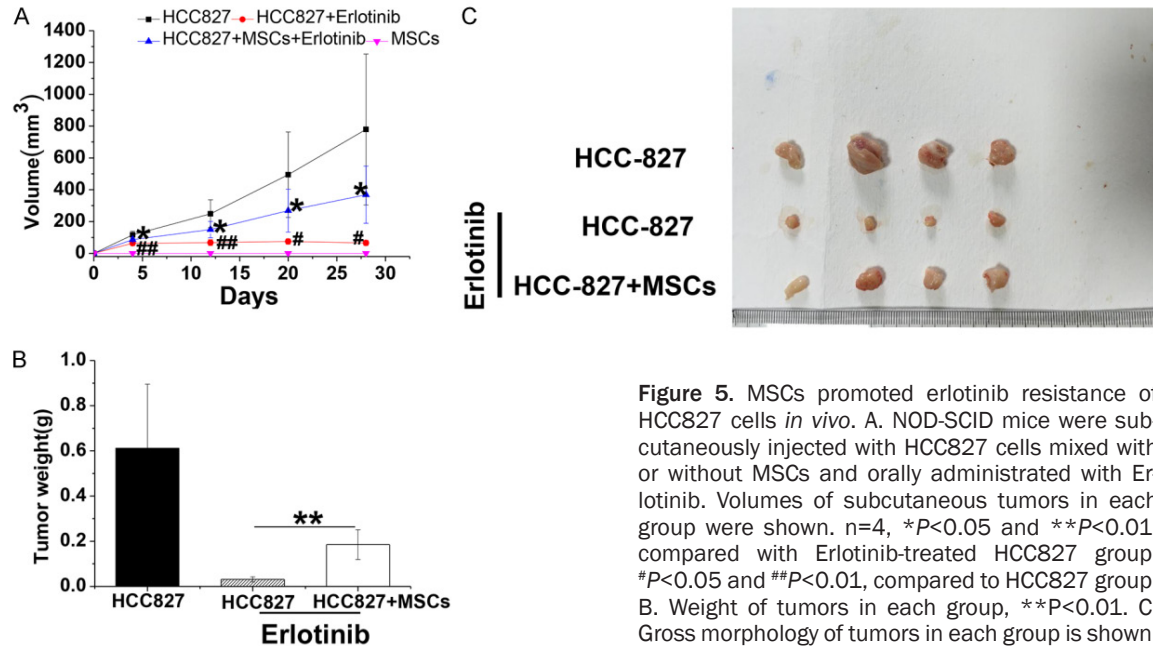 A
HCC827 HCC827+Erlotinib
HCC827+MSCs+Erlotinib MSCs
1400
1200
1000
800
600
400
200
0
Volume(mm3)
* * * *
## ## # #
0 5 10 15 20 25 30
Days
B
1.0
0.8
0.6
0.4
0.2
0.0
Tumor weight(g)
**
HCC827 HCC827 HCC827+MSCs
Erlotinib
C
HCC-827
HCC-827
HCC-827+MSCs
Erlotinib
Figure 5. MSCs promoted erlotinib resistance of
HCC827 cells in vivo. A. NOD-SCID mice were sub-
cutaneously injected with HCC827 cells mixed with
or without MSCs and orally administrated with Er-
lotinib. Volumes of subcutaneous tumors in each
group were shown. n=4, *P<0.05 and **P<0.01
compared with Erlotinib-treated HCC827 group
#P<0.05 and ##P<0.01, compared to HCC827 group
B. Weight of tumors in each group, **P<0.01. C
Gross morphology of tumors in each group is shown